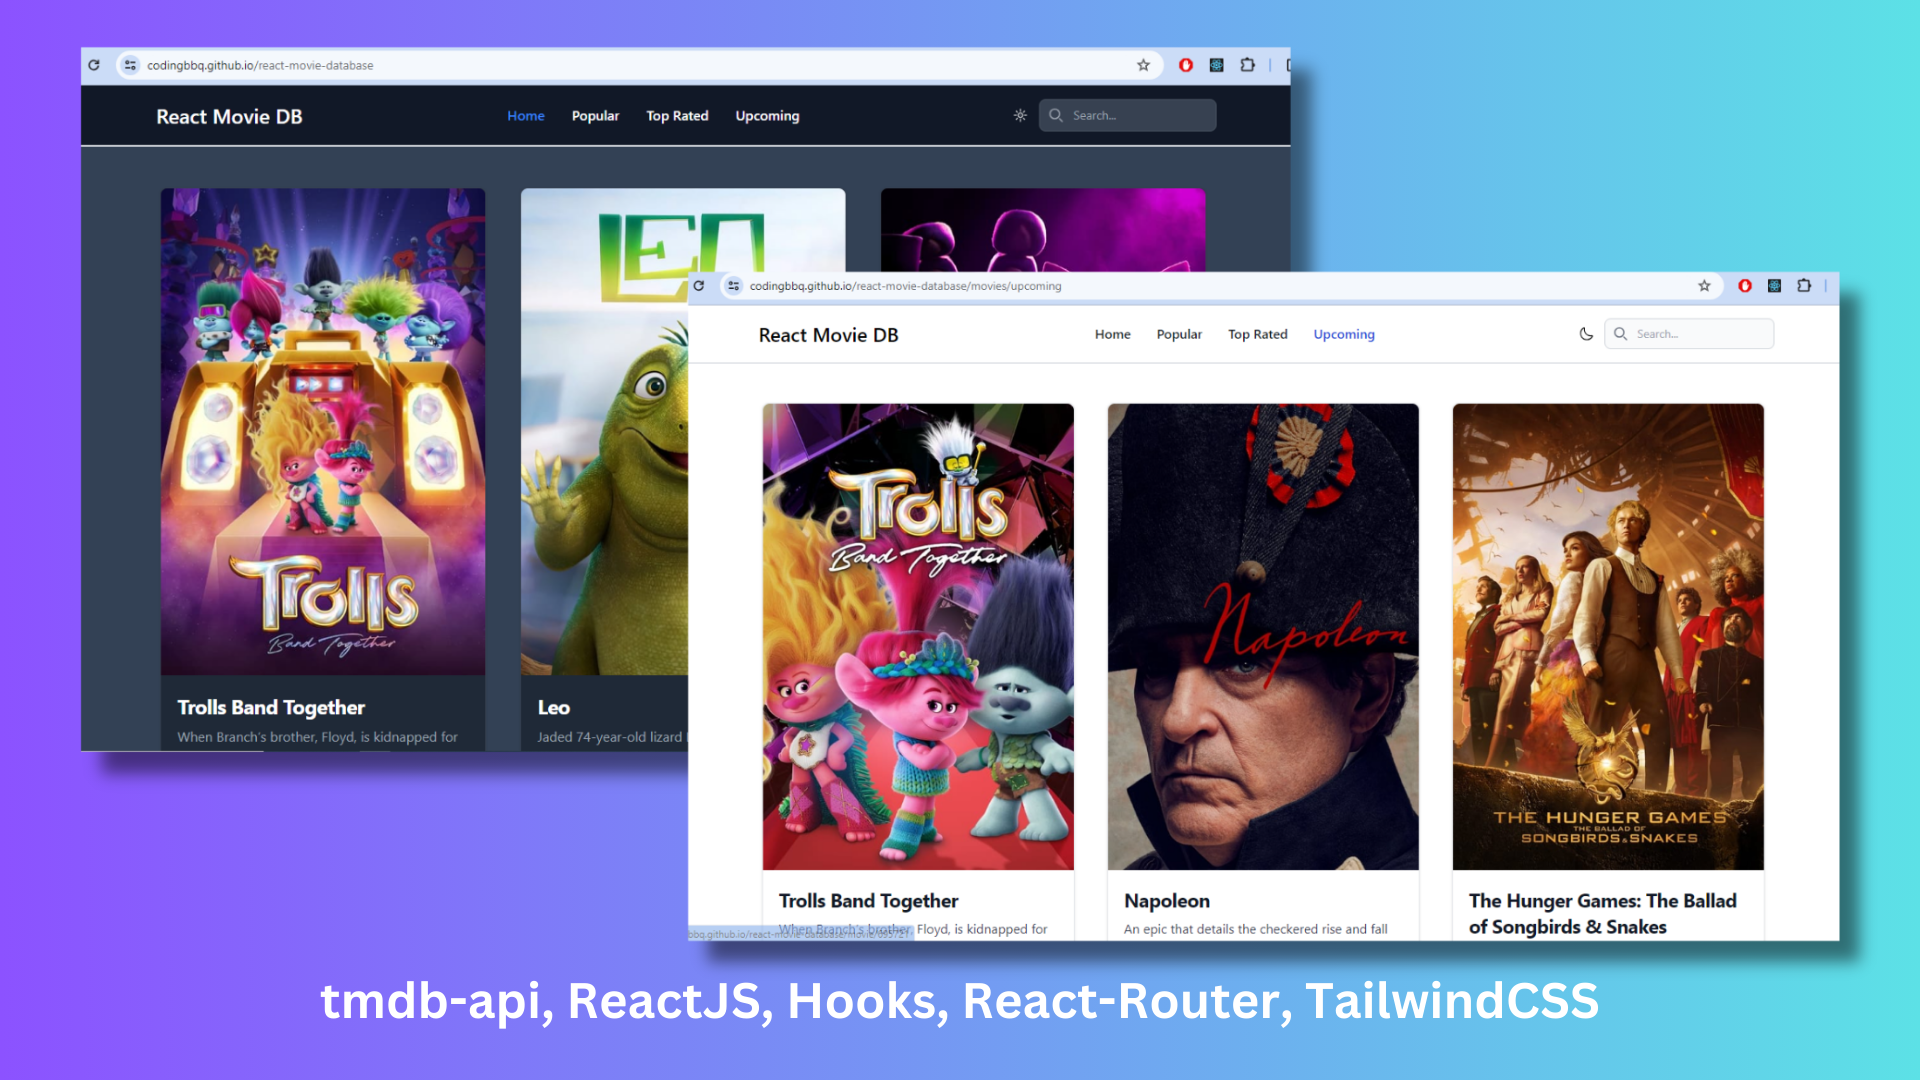 codingbbq.github.io/react-movie-database
React Movie DB
Home
Popular
Top Rated
Upcoming
Search...
LEO
Trolls
Band Together
Trolls Band Together
When Branch's brother, Floyd, is kidnapped for
Leo
Jaded 74-year-old lizard
codingbbq.github.io/react-movie-database/movies/upcoming
React Movie DB
Home
Popular
Top Rated
Upcoming
Search...
Trolls
Band Together
Napoleon
THE HUNGER GAMES
THE BALLAD OF
SONGBIRDS & SNAKES
Trolls Band Together
When Branch's brother, Floyd, is kidnapped for
Napoleon
An epic that details the checkered rise and fall
The Hunger Games: The Ballad
of Songbirds & Snakes
tmdb-api, ReactJS, Hooks, React-Router, TailwindCSS